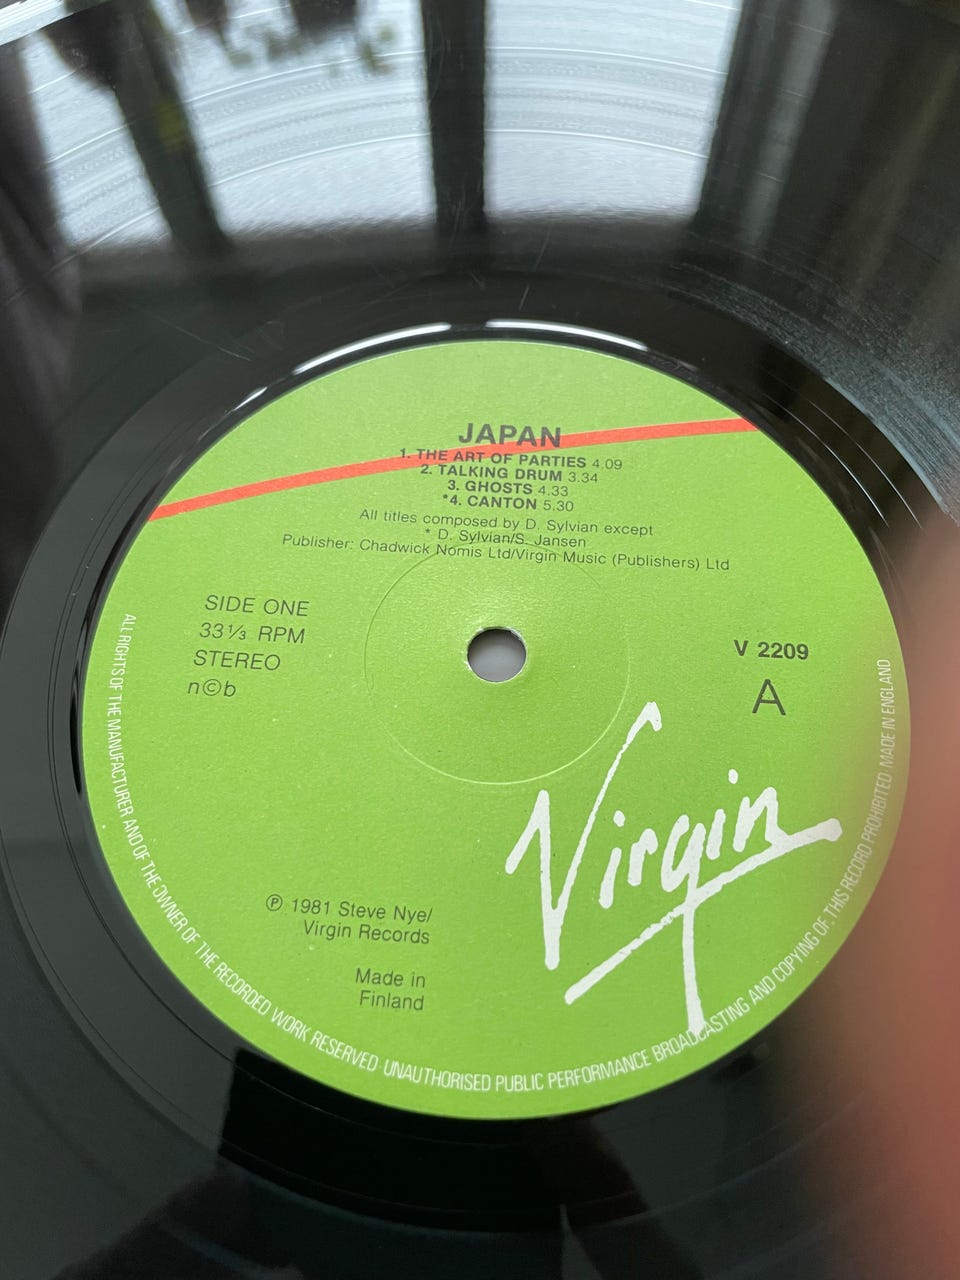 JAPAN
1. THE ART OF PARTIES 4.09
2. TALKING DRUM 3.34
3. GHOSTS 4.33
*4. CANTON 5.30
All titles composed by D. Sylvian except
* D. Sylvian/S. Jansen
Publisher: Chadwick Nomis Ltd/Virgin Music (Publishers) Ltd
SIDE ONE
33⅓ RPM
STEREO
n©b
V 2209
A
Virgin
℗ 1981 Steve Nye/
Virgin Records
Made in
Finland
ALL RIGHTS OF THE MANUFACTURER AND OF THE OWNER OF THE RECORDED WORK RESERVED UNAUTHORISED PUBLIC PERFORMANCE BROADCASTING AND COPYING OF THIS RECORD PROHIBITED MADE IN ENGLAND